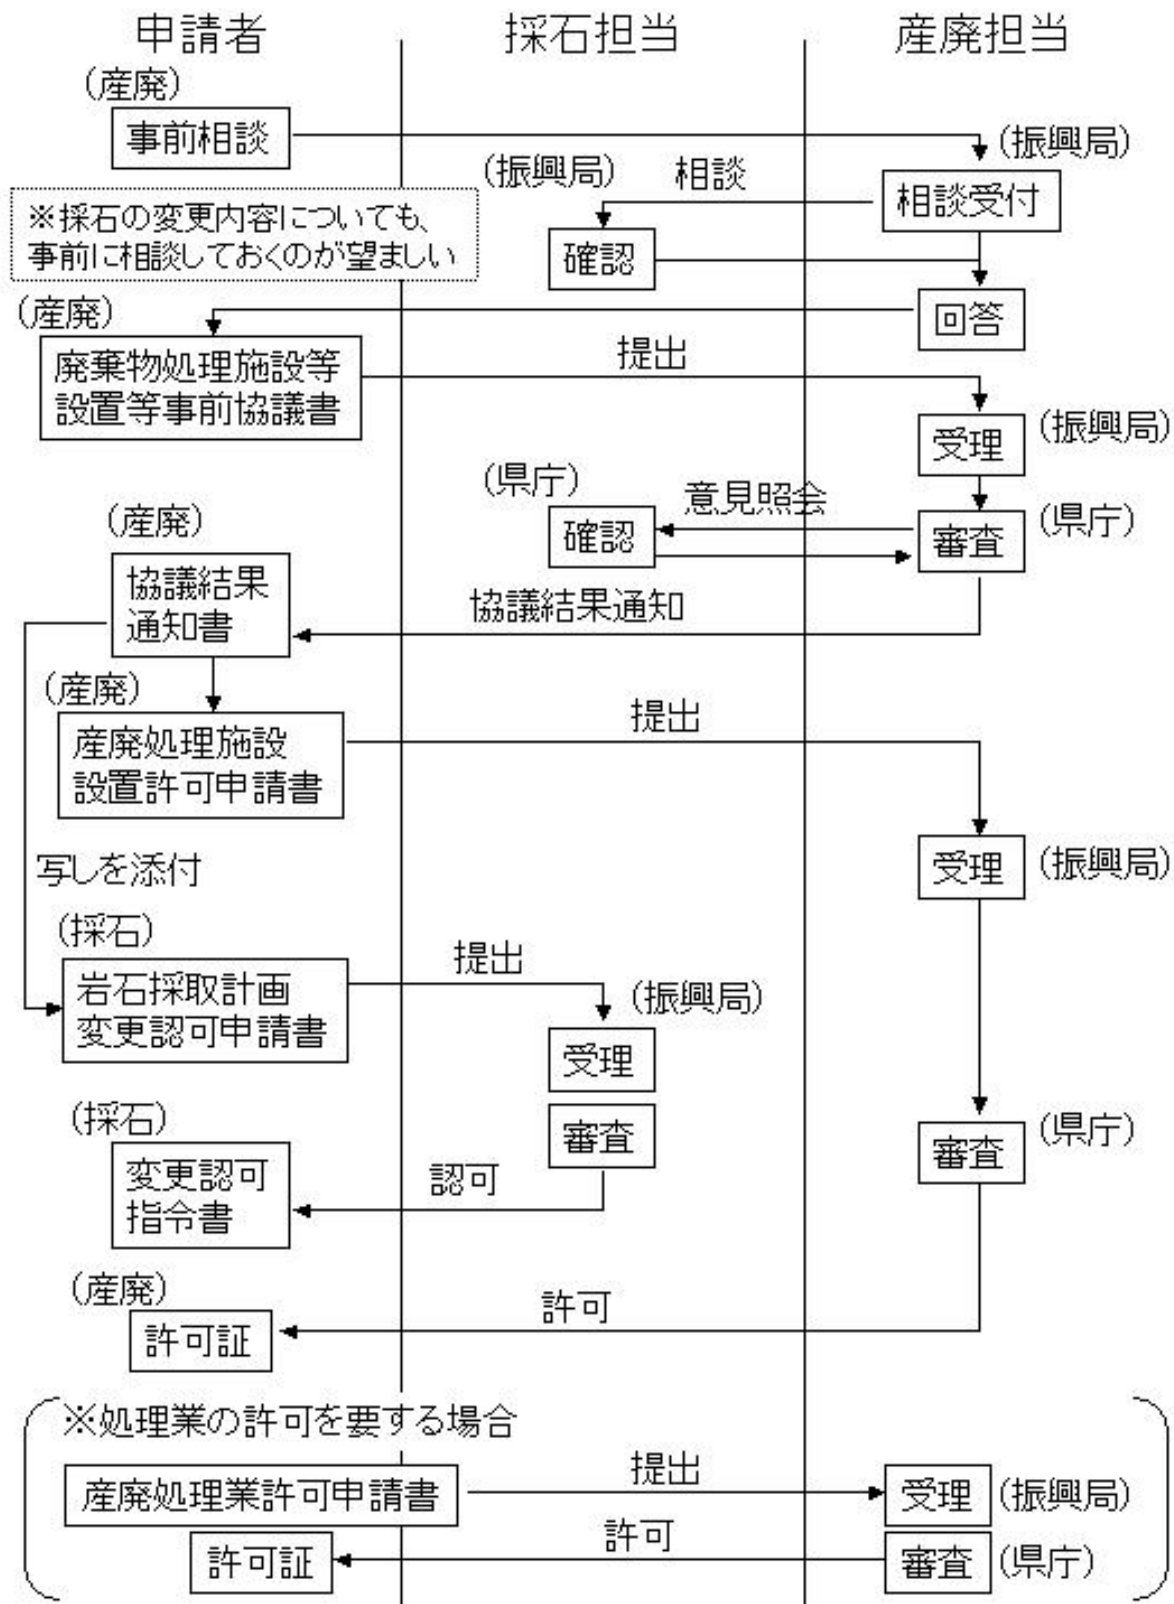 申請者
採石担当
産廃担当
(産廃)
事前相談
(振興局)
(振興局)
相談
相談受付
※採石の変更内容についても、
事前に相談しておくのが望ましい
確認
回答
(産廃)
廃棄物処理施設等
設置等事前協議書
提出
受理
(振興局)
(県庁)
意見照会
確認
審査
(県庁)
(産廃)
協議結果
通知書
協議結果通知
(産廃)
産廃処理施設
設置許可申請書
提出
受理
(振興局)
写しを添付
(採石)
岩石採取計画
変更認可申請書
提出
(振興局)
受理
審査
(採石)
変更認可
指令書
認可
審査
(県庁)
(産廃)
許可証
許可
※処理業の許可を要する場合
産廃処理業許可申請書
提出
受理
(振興局)
許可証
許可
審査
(県庁)